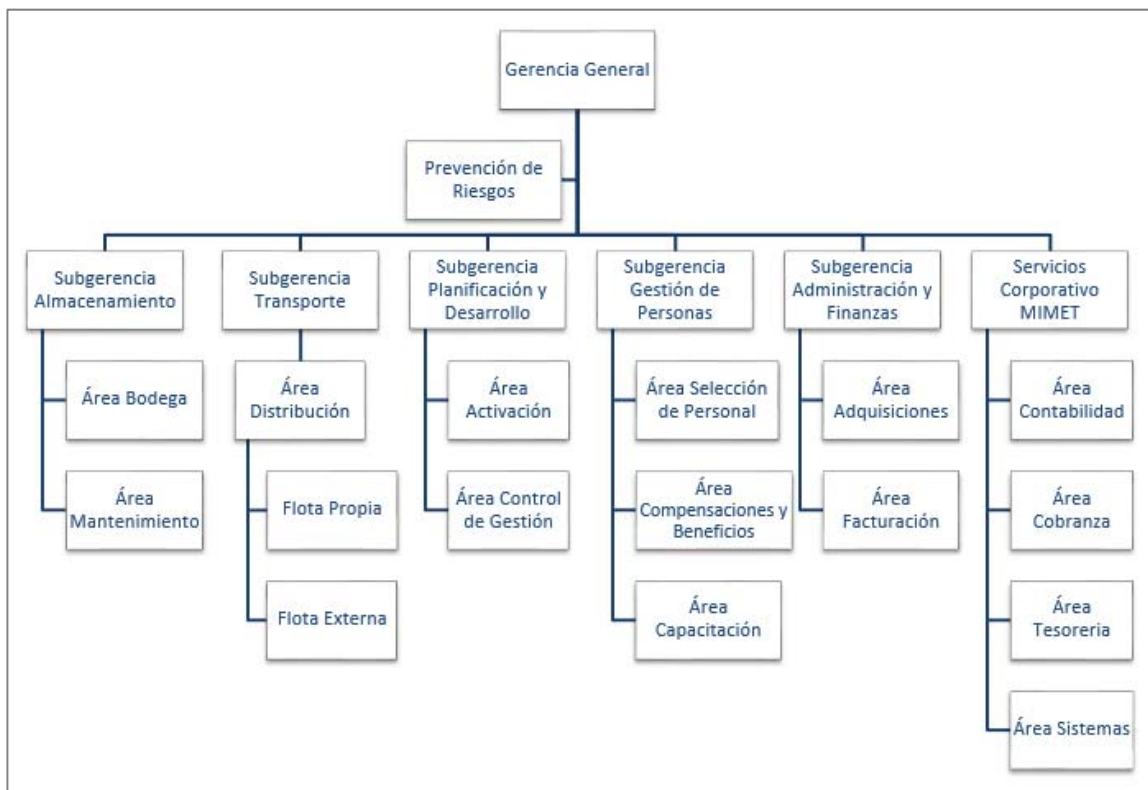 Gerencia General
Prevención de
Riesgos
Subgerencia
Almacenamiento
Subgerencia
Transporte
Subgerencia
Planificación y
Desarrollo
Subgerencia
Gestión de
Personas
Subgerencia
Administración y
Finanzas
Servicios
Corporativo
MIMET
Área Bodega
Área
Mantenimiento
Área
Distribución
Flota Propia
Flota Externa
Área
Activación
Área Control
de Gestión
Área Selección
de Personal
Área
Compensaciones y
Beneficios
Área
Capacitación
Área
Adquisiciones
Área
Facturación
Área
Contabilidad
Área
Cobranza
Área
Tesoreria
Área Sistemas